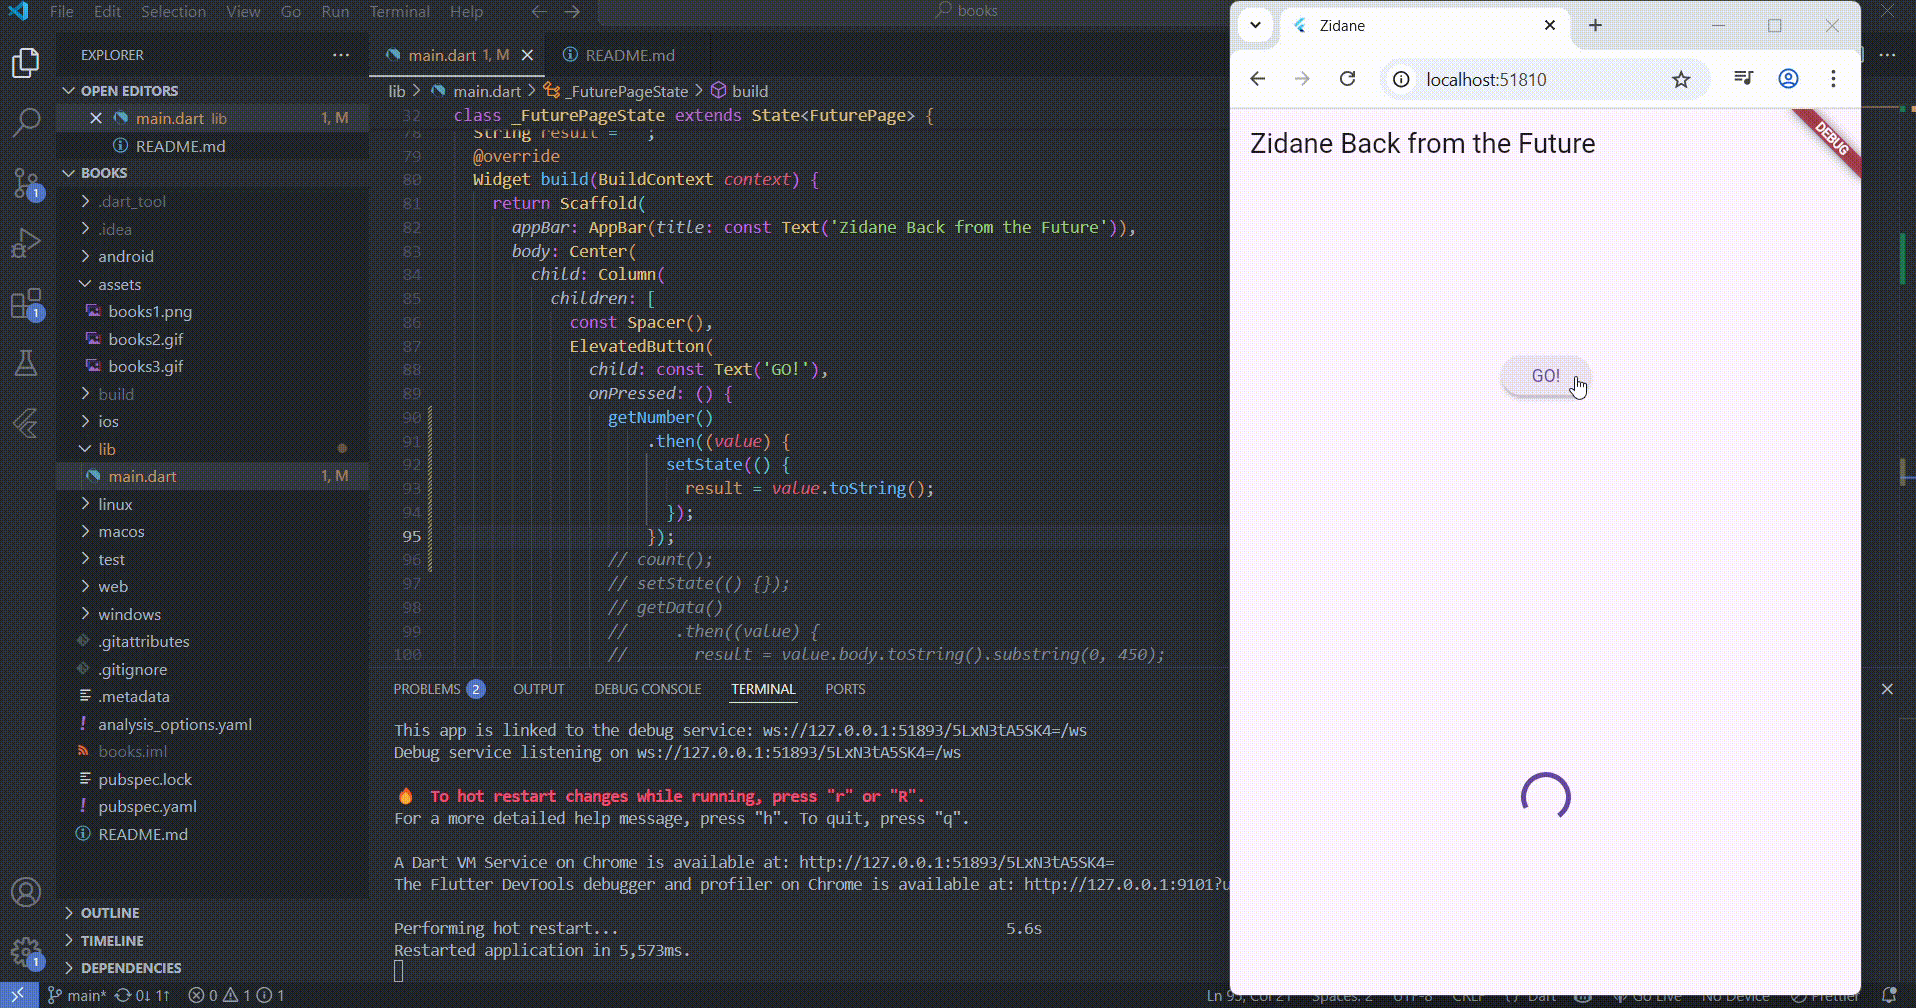 File Edit Selection View Go Run Terminal Help
books
EXPLORER
OPEN EDITORS
main.dart lib 1, M
README.md
BOOKS
.dart_tool
.idea
android
assets
books1.png
books2.gif
books3.gif
build
ios
lib
main.dart 1, M
linux
macos
test
web
windows
.gitattributes
.gitignore
.metadata
analysis_options.yaml
books.iml
pubspec.lock
pubspec.yaml
README.md
OUTLINE
TIMELINE
DEPENDENCIES
main.dart 1, M
README.md
lib > main.dart > _FuturePageState > build
32 class _FuturePageState extends State<FuturePage> {
78 String result = '';
79 @override
80 Widget build(BuildContext context) {
81 return Scaffold(
82 appBar: AppBar(title: const Text('Zidane Back from the Future')),
83 body: Center(
84 child: Column(
85 children: [
86 const Spacer(),
87 ElevatedButton(
88 child: const Text('GO!'),
89 onPressed: () {
90 getNumber()
91 .then((value) {
92 setState(() {
93 result = value.toString();
94 });
95 });
96 // count();
97 // setState(() {});
98 // getData()
99 // .then((value) {
100 // result = value.body.toString().substring(0, 450);
PROBLEMS 2 OUTPUT DEBUG CONSOLE TERMINAL PORTS
This app is linked to the debug service: ws://127.0.0.1:51893/5LxN3tA5SK4=/ws
Debug service listening on ws://127.0.0.1:51893/5LxN3tA5SK4=/ws
To hot restart changes while running, press "r" or "R".
For a more detailed help message, press "h". To quit, press "q".
A Dart VM Service on Chrome is available at: http://127.0.0.1:51893/5LxN3tA5SK4=
The Flutter DevTools debugger and profiler on Chrome is available at: http://127.0.0.1:9101?u
Performing hot restart... 5.6s
Restarted application in 5,573ms.
Zidane
localhost:51810
Zidane Back from the Future
DEBUG
GO!
1
1
1
main* 0↓ 1↑ 0 1 1
Ln 95, Col 21 Spaces: 2 UTF-8 CRLF {} Dart Go Live No Device Prettier